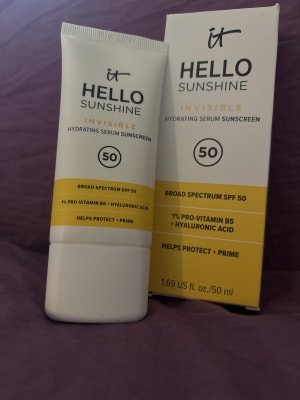 it
HELLO
SUNSHINE
INVISIBLE
HYDRATING SERUM SUNSCREEN
50
BROAD SPECTRUM SPF 50
1% PRO-VITAMIN B5 + HYALURONIC ACID
HELPS PROTECT + PRIME
it
HELLO
SUNSHINE
INVISIBLE
HYDRATING SERUM SUNSCREEN
50
BROAD SPECTRUM SPF 50
1% PRO-VITAMIN B5
+ HYALURONIC ACID
HELPS PROTECT + PRIME
1.69 US fl. oz./50 ml